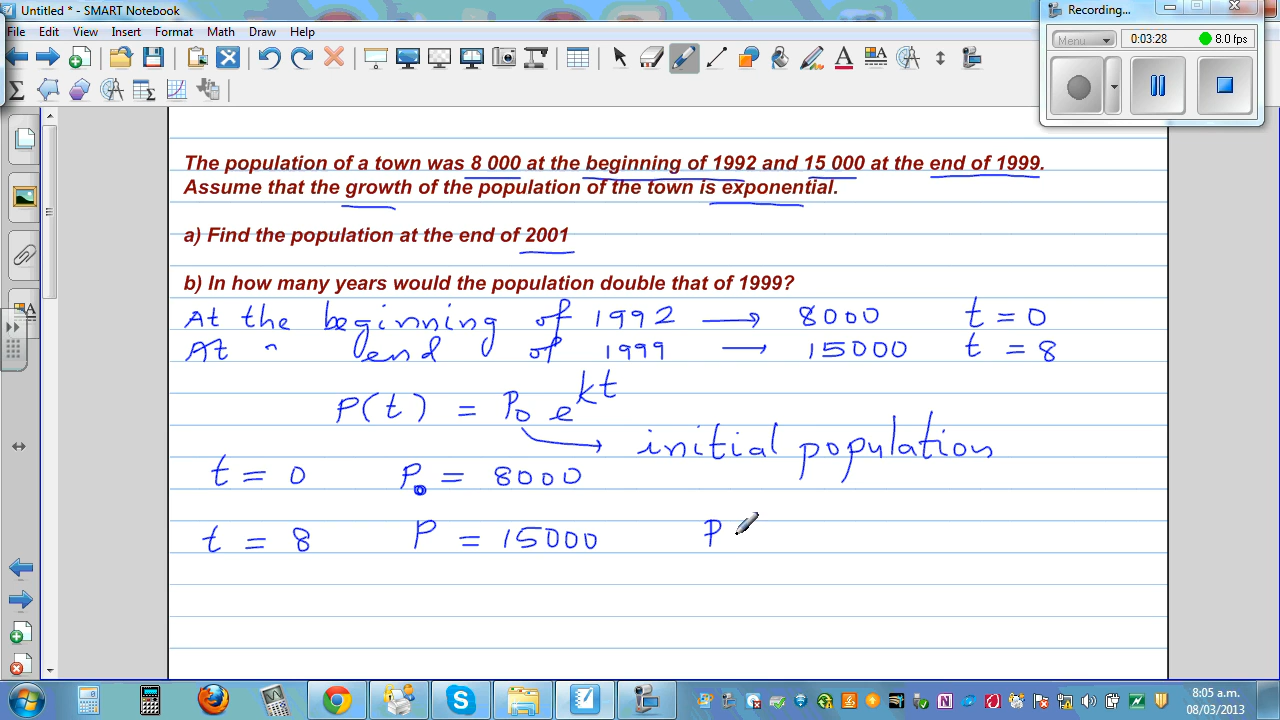 Untitled * - SMART Notebook
File Edit View Insert Format Math Draw Help
Recording...
Menu 0:03:28 8.0 fps
The population of a town was 8 000 at the beginning of 1992 and 15 000 at the end of 1999.
Assume that the growth of the population of the town is exponential.
a) Find the population at the end of 2001
b) In how many years would the population double that of 1999?
At the beginning of 1992 → 8000 t = 0
At " end of 1999 → 15000 t = 8
P(t) = P₀ e^kt
→ initial population
t = 0 P₀ = 8000
t = 8 P = 15000 P
8:05 a.m.
08/03/2013